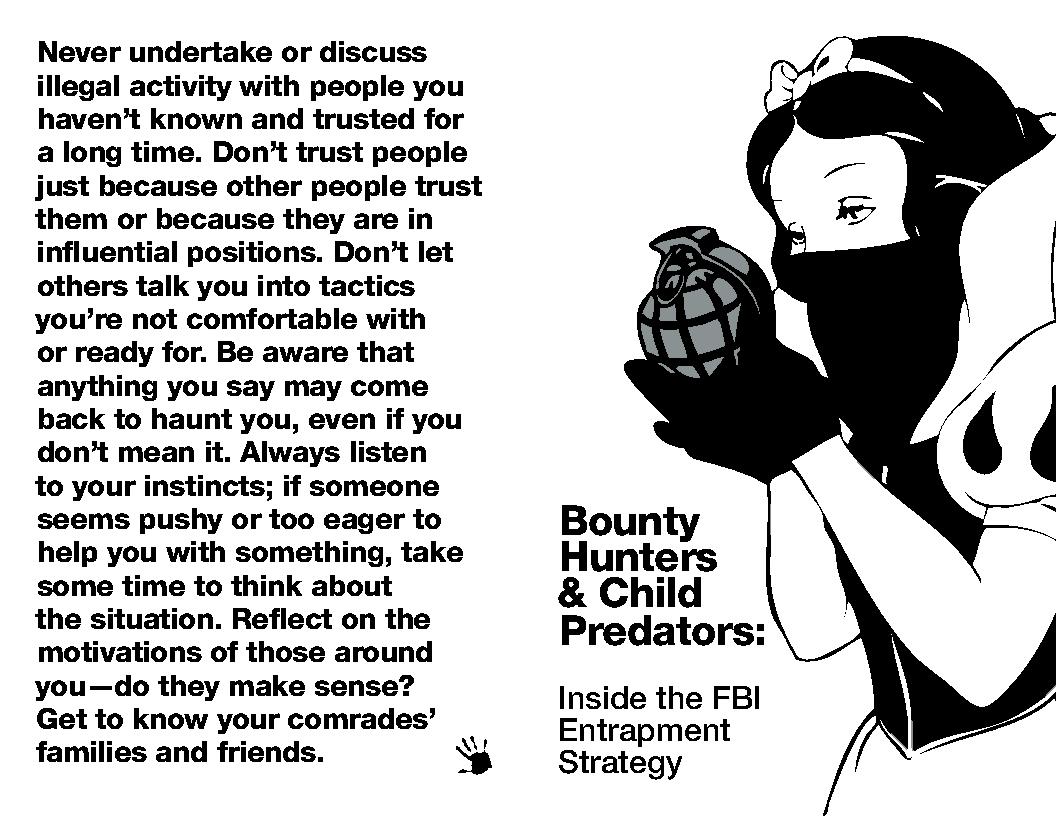 Never undertake or discuss
illegal activity with people you
haven't known and trusted for
a long time. Don't trust people
just because other people trust
them or because they are in
influential positions. Don't let
others talk you into tactics
you're not comfortable with
or ready for. Be aware that
anything you say may come
back to haunt you, even if you
don't mean it. Always listen
to your instincts; if someone
seems pushy or too eager to
help you with something, take
some time to think about
the situation. Reflect on the
motivations of those around
you—do they make sense?
Get to know your comrades'
families and friends.
Bounty
Hunters
& Child
Predators:
Inside the FBI
Entrapment
Strategy